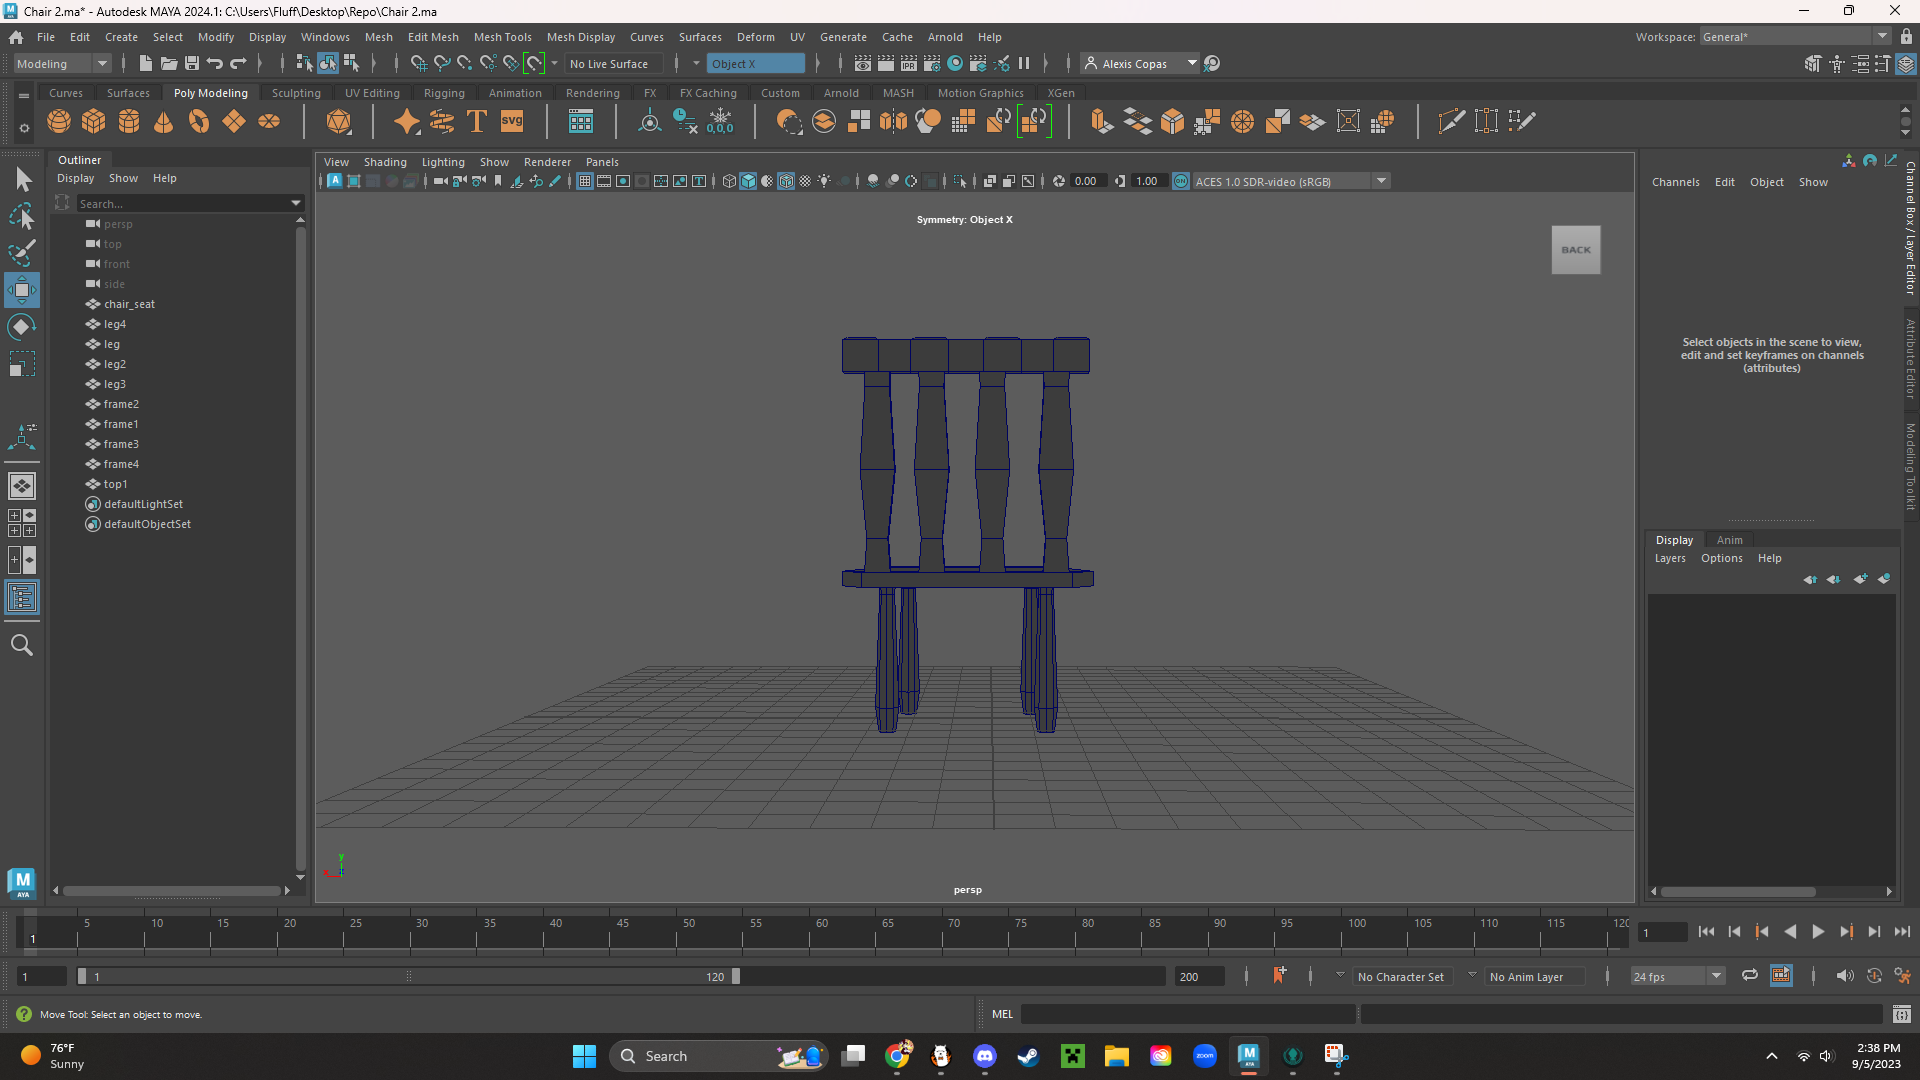 Chair 2.ma* - Autodesk MAYA 2024.1: C:\Users\Fluff\Desktop\Repo\Chair 2.ma
File Edit Create Select Modify Display Windows Mesh Edit Mesh Mesh Tools Mesh Display Curves Surfaces Deform UV Generate Cache Arnold Help
Workspace: General*
Modeling
No Live Surface
Object X
Alexis Copas
Curves Surfaces Poly Modeling Sculpting UV Editing Rigging Animation Rendering FX FX Caching Custom Arnold MASH Motion Graphics XGen
SVG
0,0,0
IPR
Outliner
Display Show Help
Search...
persp
top
front
side
chair_seat
leg4
leg
leg2
leg3
frame2
frame1
frame3
frame4
top1
defaultLightSet
defaultObjectSet
View Shading Lighting Show Renderer Panels
0.00
1.00
ON
ACES 1.0 SDR-video (sRGB)
Symmetry: Object X
BACK
y
x
z
persp
Channels Edit Object Show
Select objects in the scene to view,
edit and set keyframes on channels
(attributes)
Channel Box / Layer Editor
Attribute Editor
Modeling Toolkit
Display Anim
Layers Options Help
M
AYA
1
5 10 15 20 25 30 35 40 45 50 55 60 65 70 75 80 85 90 95 100 105 110 115 120
1
1
1
120
200
No Character Set
No Anim Layer
24 fps
Move Tool: Select an object to move.
MEL
76°F
Sunny
Search
zoom
M
AYA
2:38 PM
9/5/2023